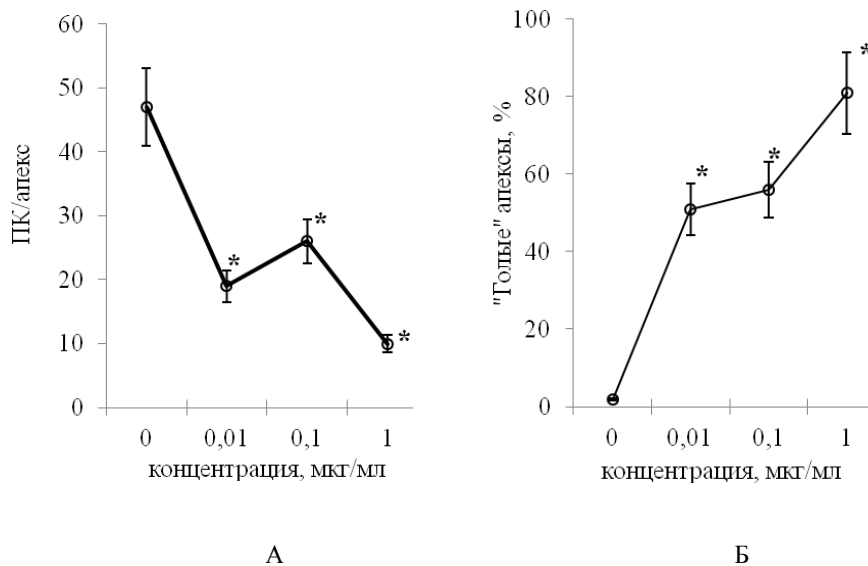 60
50
40
30
20
10
0
ПК/апекс
*
*
*
0 0,01 0,1 1
концентрация, мкг/мл
А
100
80
60
40
20
0
"Голые" апексы, %
*
*
*
0 0,01 0,1 1
концентрация, мкг/мл
Б